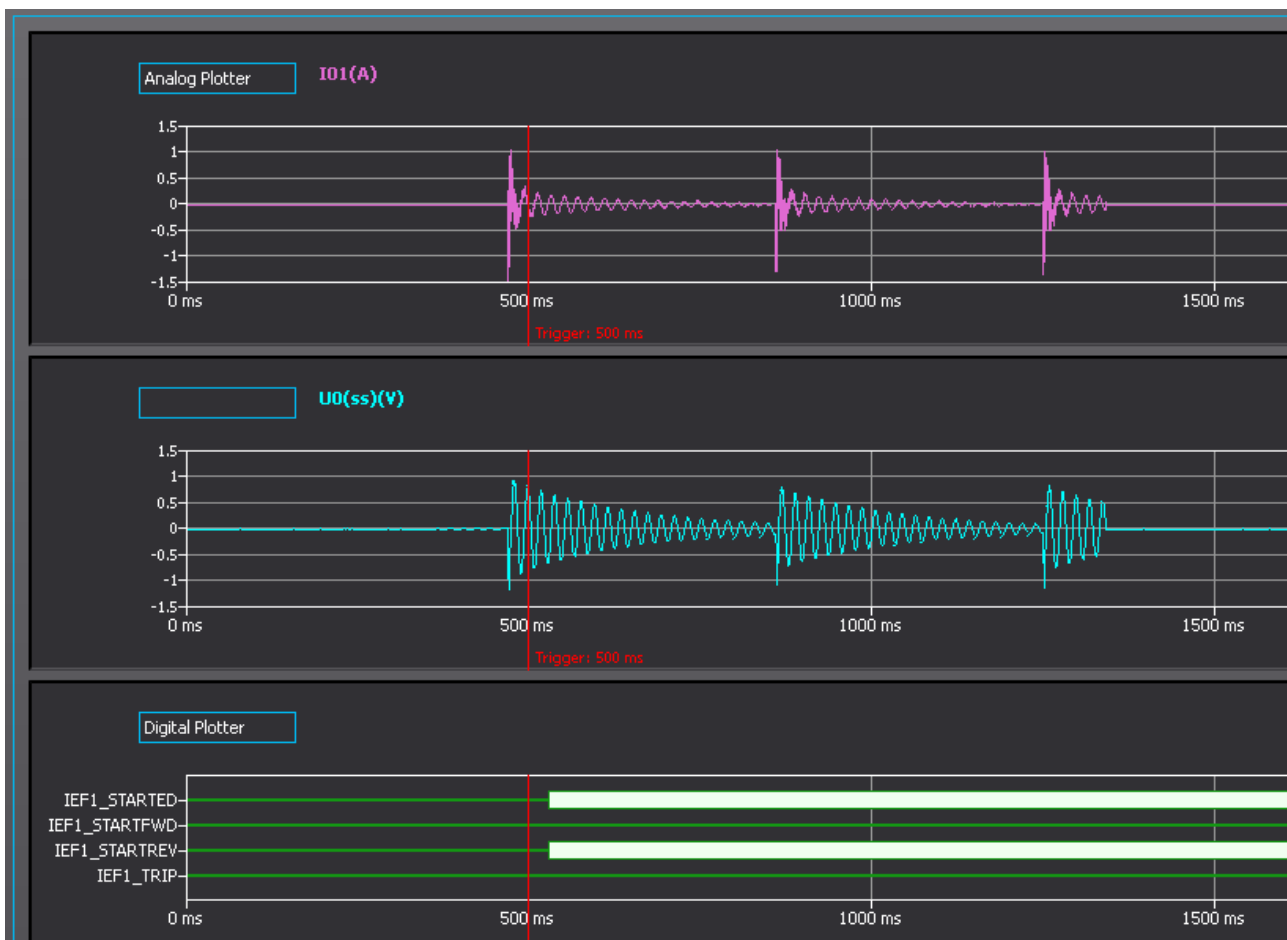 Analog Plotter I01(A)
1.5
1
0.5
0
-0.5
-1
-1.5
0 ms 500 ms 1000 ms 1500 ms
Trigger: 500 ms
U0(ss)(V)
1.5
1
0.5
0
-0.5
-1
-1.5
0 ms 500 ms 1000 ms 1500 ms
Trigger: 500 ms
Digital Plotter
IEF1_STARTED
IEF1_STARTFWD
IEF1_STARTREV
IEF1_TRIP
0 ms 500 ms 1000 ms 1500 ms